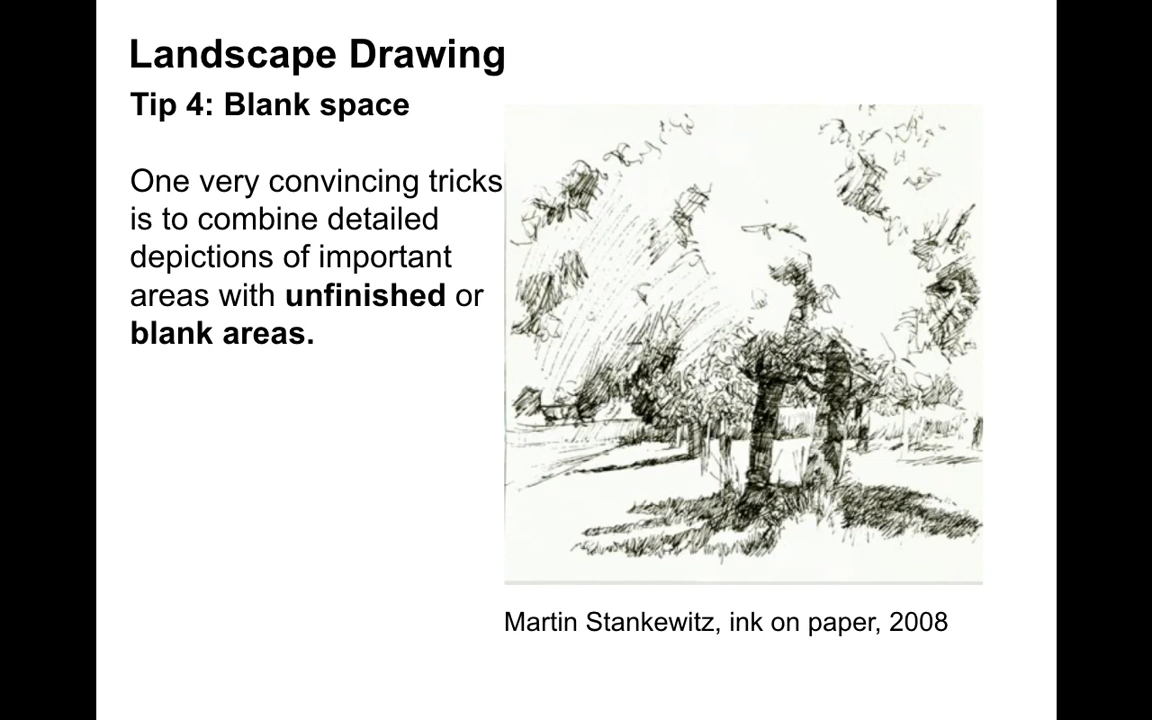 Landscape Drawing
Tip 4: Blank space
One very convincing tricks
is to combine detailed
depictions of important
areas with unfinished or
blank areas.
Martin Stankewitz, ink on paper, 2008